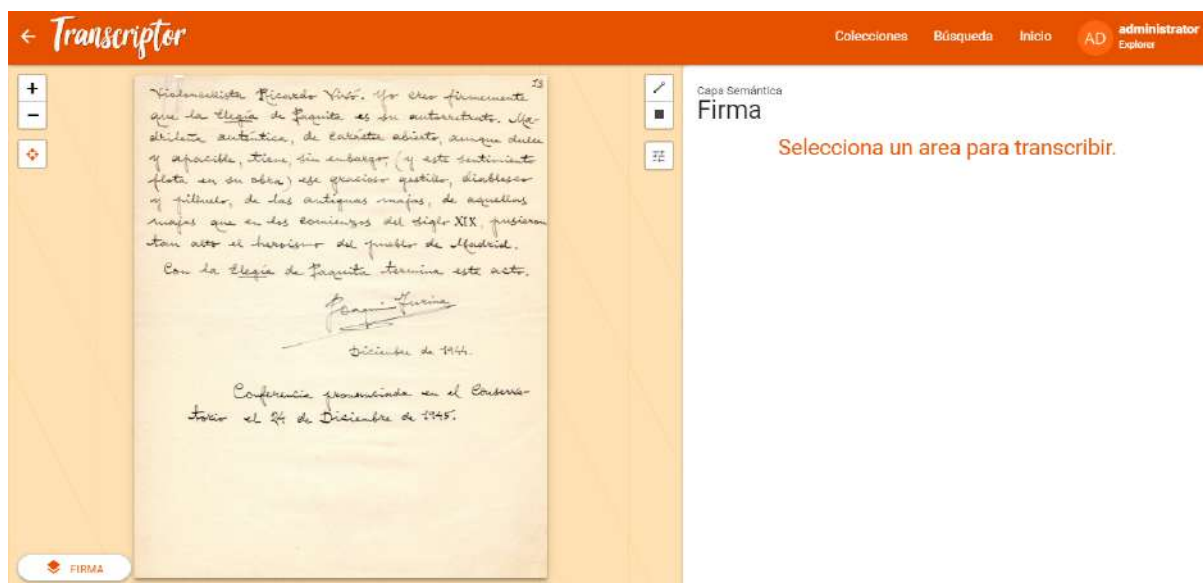 Transcriptor
Colecciones
Búsqueda
Inicio
AD
administrator
Explorer
23
Violoncellista Ricardo Vivó. Yo creo firmemente
que la Elegía de Paquita es su autorretrato. Ma-
drileña auténtica, de carácter abierto, aunque dulce
y apacible, tiene, sin embargo, (y este sentimiento
flota en su obra) ese gracioso gestillo, diablesco
y pilluelo, de las antiguas majas, de aquellas
majas que en los comienzos del siglo XIX, pusieron
tan alto el heroísmo del pueblo de Madrid.
Con la Elegía de Paquita termina este acto.
Joaquín Turina
Diciembre de 1944.
Conferencia pronunciada en el Conserva-
torio el 24 de Diciembre de 1945.
FIRMA
Capa Semántica
Firma
Selecciona un area para transcribir.